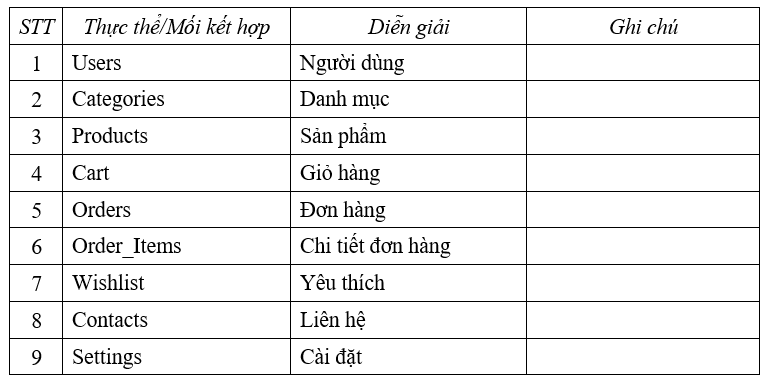 STT Thực thể/Mối kết hợp Diễn giải Ghi chú
1 Users Người dùng
2 Categories Danh mục
3 Products Sản phẩm
4 Cart Giỏ hàng
5 Orders Đơn hàng
6 Order_Items Chi tiết đơn hàng
7 Wishlist Yêu thích
8 Contacts Liên hệ
9 Settings Cài đặt